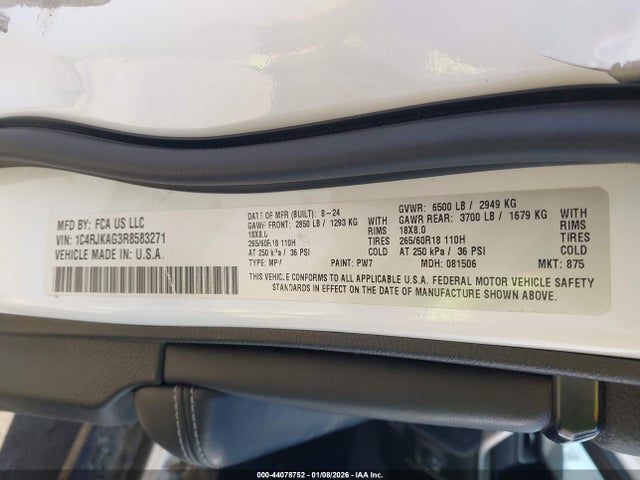 MFD BY: FCA US LLC
VIN: 1C4RJKAG3R8583271
VEHICLE MADE IN: U.S.A.
DATE OF MFR (BUILT): 8-24
GAWR FRONT: 2850 LB / 1293 KG WITH
18X8.0 RIMS
265/60R18 110H TIRES
AT 250 kPa / 36 PSI COLD
TYPE: MPV PAINT: PW7
GVWR: 6500 LB / 2949 KG
GAWR REAR: 3700 LB / 1679 KG WITH
18X8.0 RIMS
265/60R18 110H TIRES
AT 250 kPa / 36 PSI COLD
MDH: 081506 MKT: 875
THIS VEHICLE CONFORMS TO ALL APPLICABLE U.S.A. FEDERAL MOTOR VEHICLE SAFETY
STANDARDS IN EFFECT ON THE DATE OF MANUFACTURE SHOWN ABOVE.
000-44078752 - 01/08/2026 - IAA Inc.